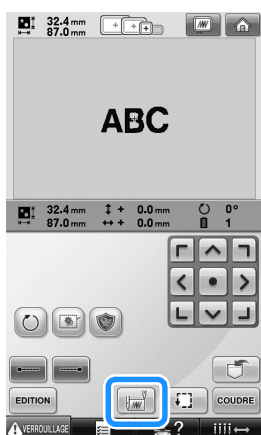 32.4 mm
87.0 mm
ABC
32.4 mm ↕ + 0.0 mm 0°
87.0 mm ↔ + 0.0 mm 1
EDITION
COUDRE
VERROUILLAGE ?